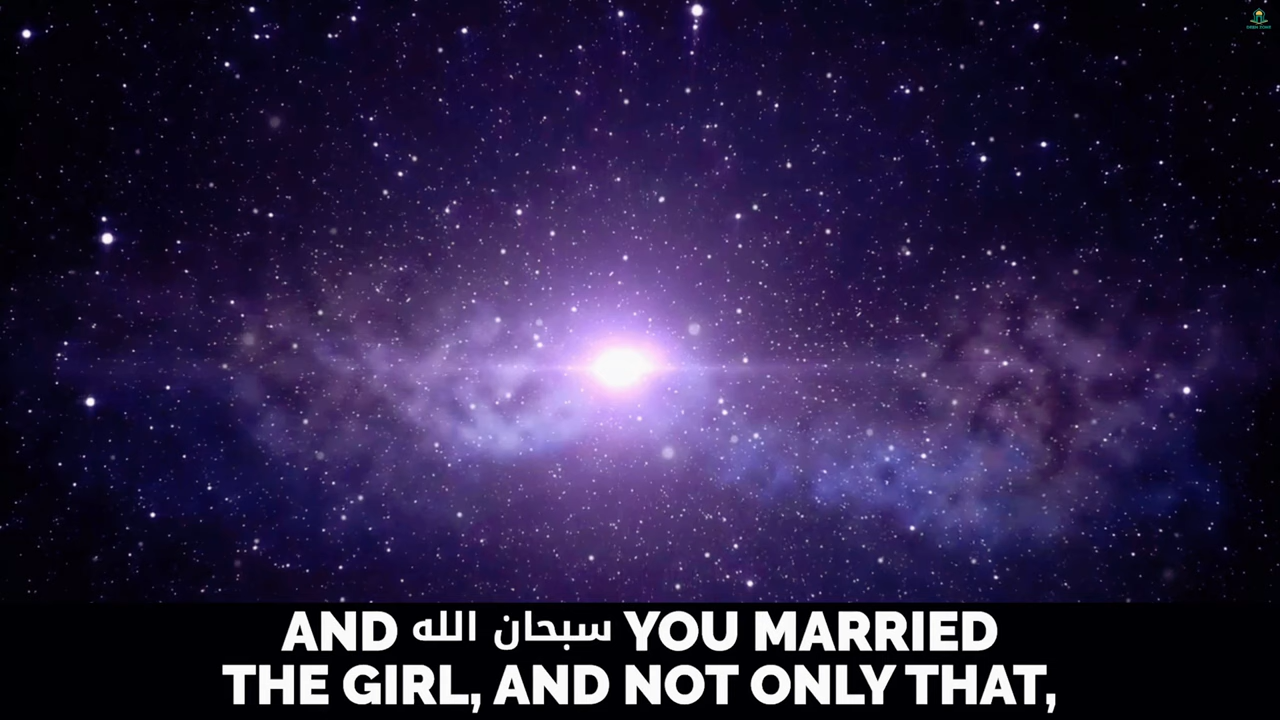 AND سبحان الله YOU MARRIED
THE GIRL, AND NOT ONLY THAT,